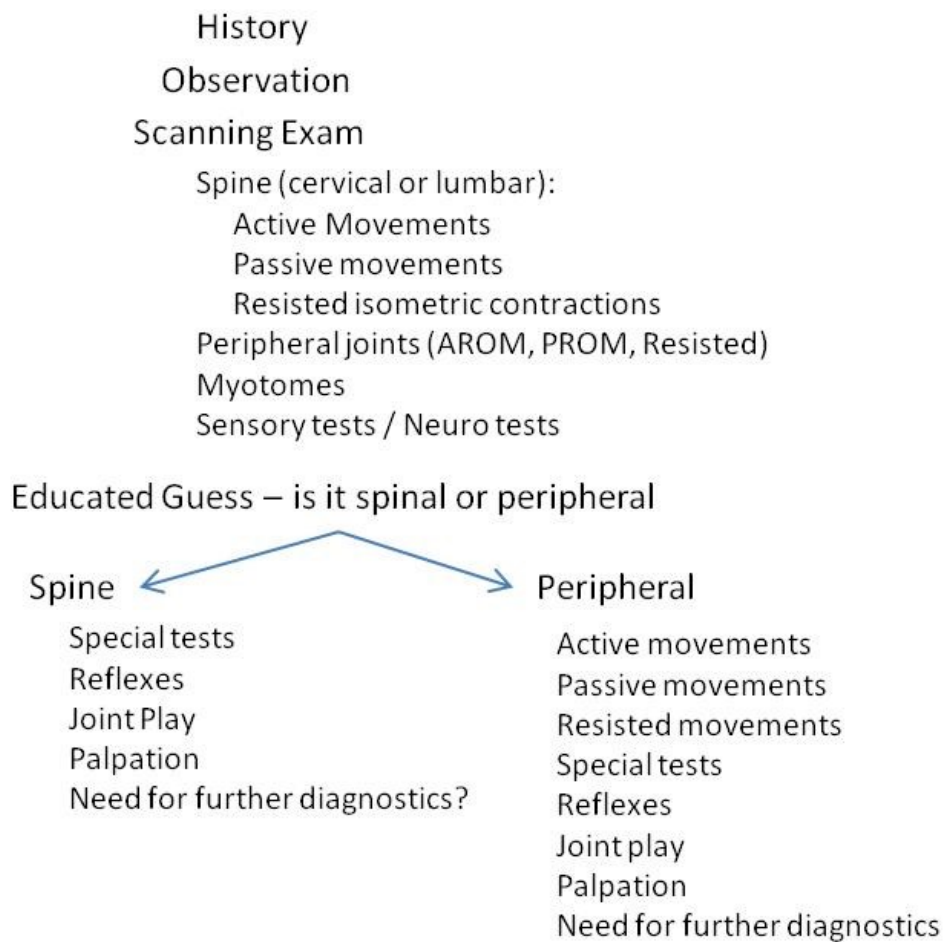 History
Observation
Scanning Exam
Spine (cervical or lumbar):
Active Movements
Passive movements
Resisted isometric contractions
Peripheral joints (AROM, PROM, Resisted)
Myotomes
Sensory tests / Neuro tests
Educated Guess – is it spinal or peripheral
Spine
Special tests
Reflexes
Joint Play
Palpation
Need for further diagnostics?
Peripheral
Active movements
Passive movements
Resisted movements
Special tests
Reflexes
Joint play
Palpation
Need for further diagnostics